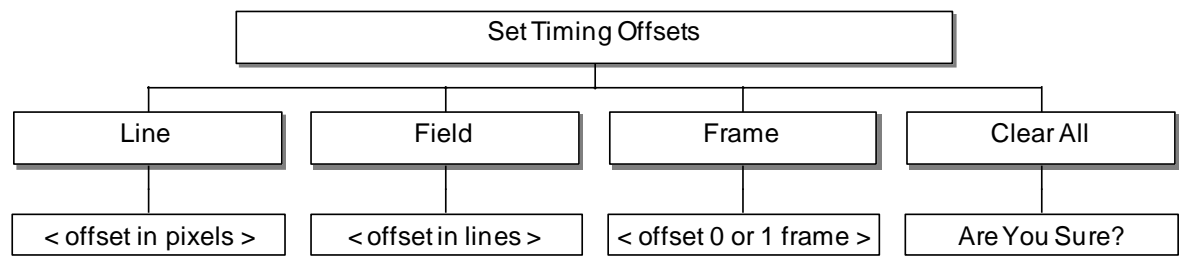 Set Timing Offsets
Line
Field
Frame
Clear All
< offset in pixels >
< offset in lines >
< offset 0 or 1 frame >
Are You Sure?